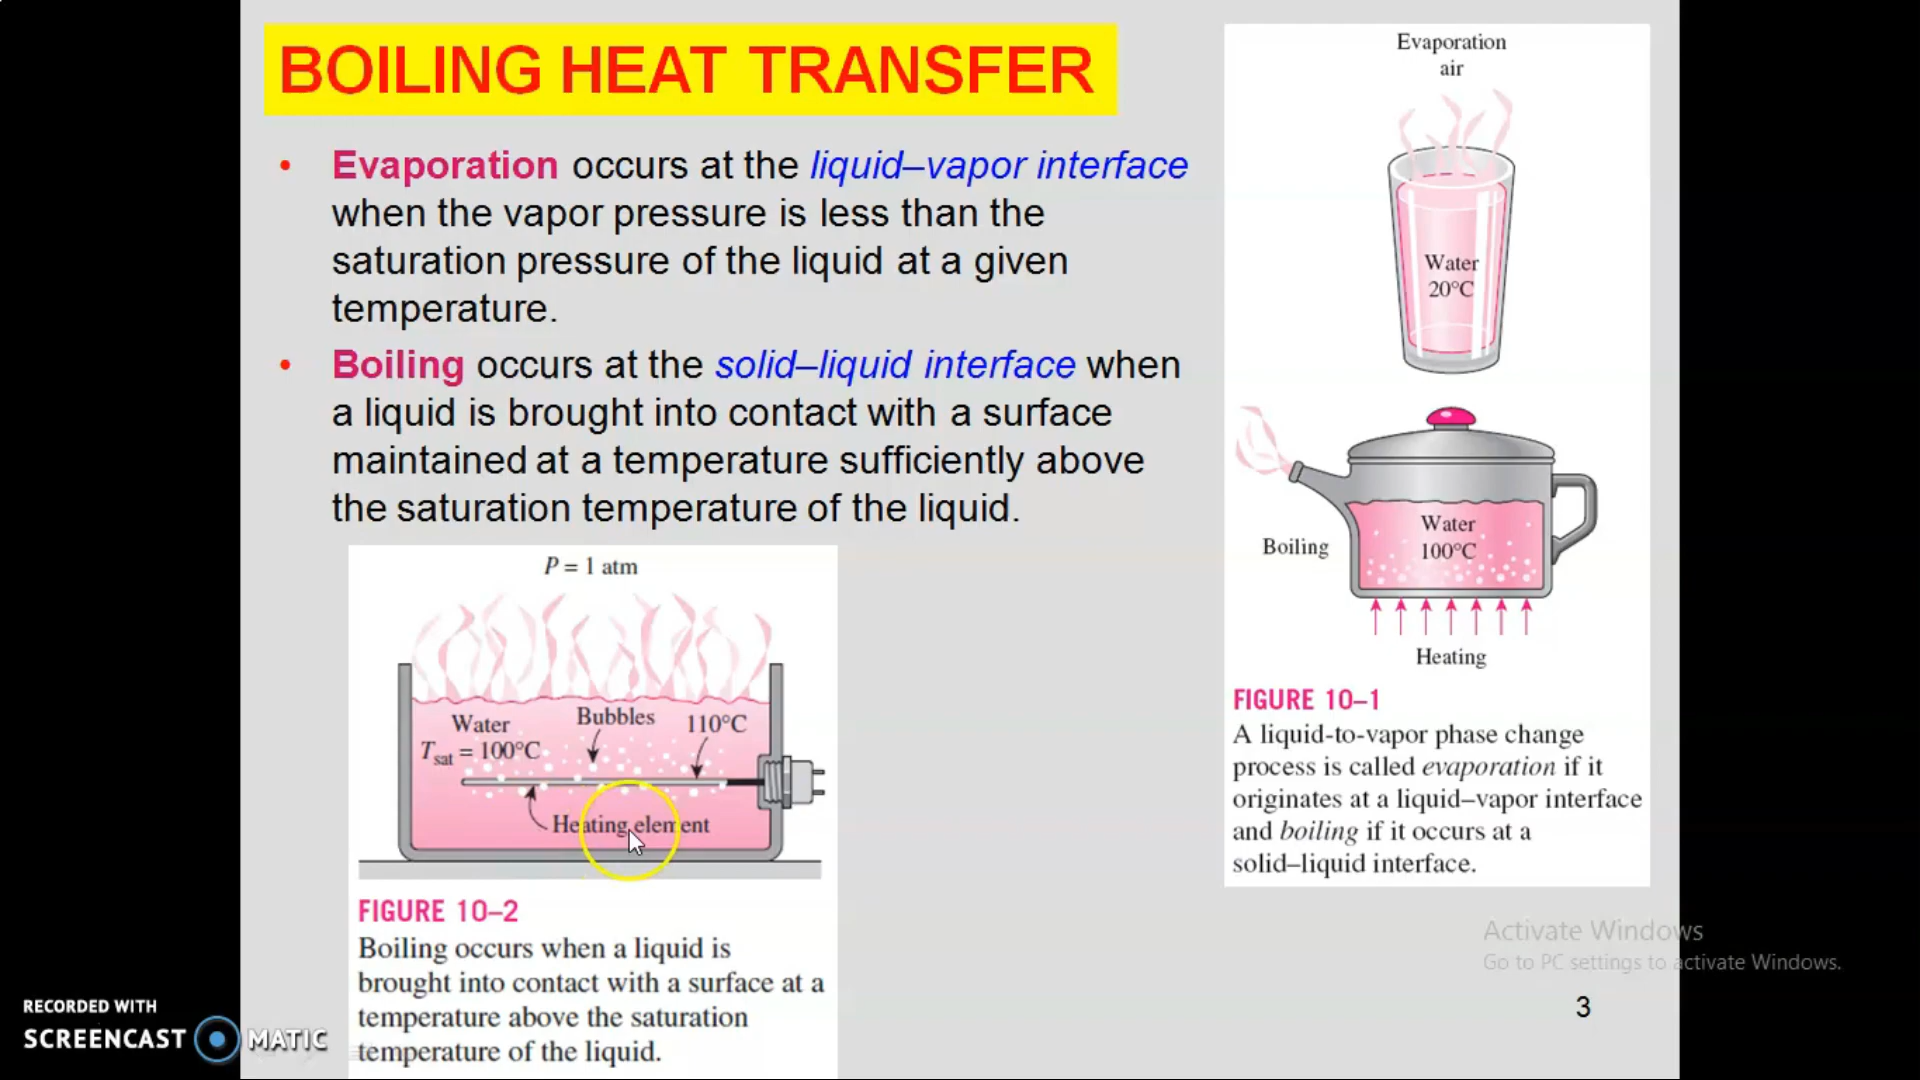 BOILING HEAT TRANSFER
• Evaporation occurs at the liquid–vapor interface
when the vapor pressure is less than the
saturation pressure of the liquid at a given
temperature.
• Boiling occurs at the solid–liquid interface when
a liquid is brought into contact with a surface
maintained at a temperature sufficiently above
the saturation temperature of the liquid.
P = 1 atm
Water
Tsat = 100°C
Bubbles
110°C
Heating element
FIGURE 10–2
Boiling occurs when a liquid is
brought into contact with a surface at a
temperature above the saturation
temperature of the liquid.
Evaporation
air
Water
20°C
Water
100°C
Boiling
Heating
FIGURE 10–1
A liquid-to-vapor phase change
process is called evaporation if it
originates at a liquid–vapor interface
and boiling if it occurs at a
solid–liquid interface.
Activate Windows
Go to PC settings to activate Windows.
3
RECORDED WITH
SCREENCAST MATIC